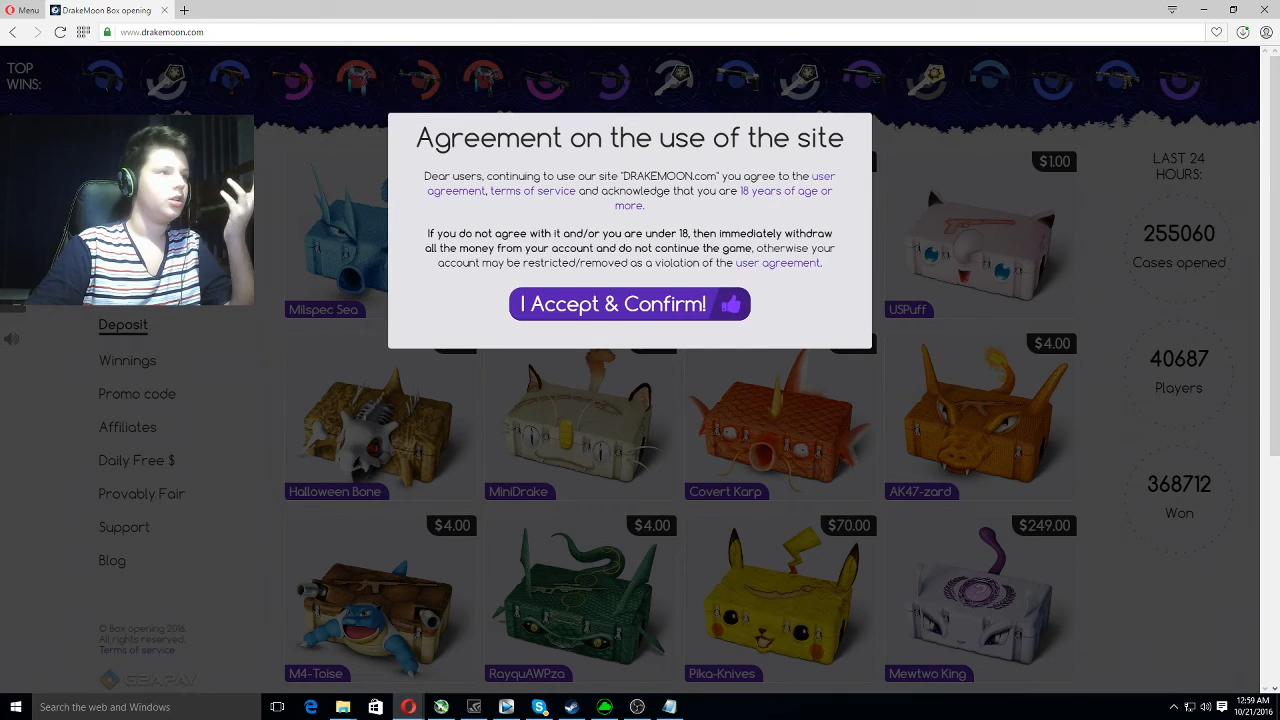 Menu
DrakeMoon Box opening
www.drakemoon.com
TOP
WINS:
Agreement on the use of the site
Dear users, continuing to use our site "DRAKEMOON.com" you agree to the user
agreement, terms of service and acknowledge that you are 18 years of age or
more.
If you do not agree with it and/or you are under 18, then immediately withdraw
all the money from your account and do not continue the game, otherwise your
account may be restricted/removed as a violation of the user agreement.
I Accept & Confirm!
$1.00
Milspec Sea
USPuff
LAST 24
HOURS:
255060
Cases opened
40687
Players
368712
Won
Deposit
Winnings
Promo code
Affiliates
Daily Free $
Provably Fair
Support
Blog
$4.00
Halloween Bone
MiniDrake
Covert Karp
AK47-zard
$4.00
$4.00
$70.00
$249.00
M4-Toise
RayquAWPza
Pika-Knives
Mewtwo King
© Box opening 2016.
All rights reserved.
Terms of service
G2A PAY
Search the web and Windows
12:59 AM
10/21/2016